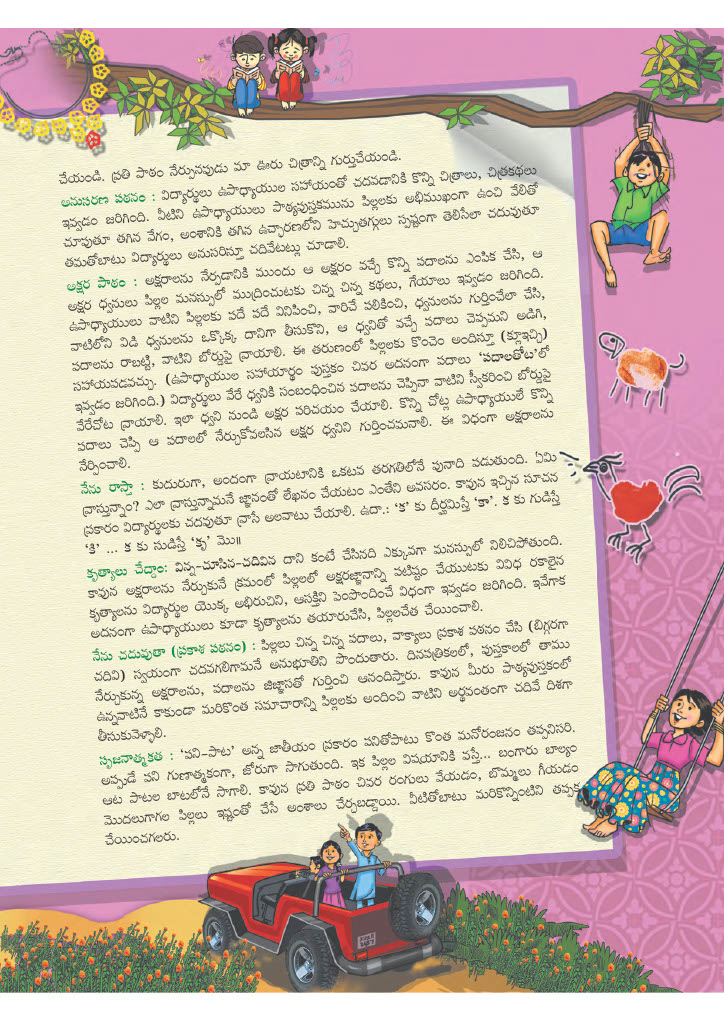 చేయండి. ప్రతి పాఠం నేర్చునపుడు మా ఊరు చిత్రాన్ని గుర్తుచేయండి.
అనుసరణ పఠనం : విద్యార్థులు ఉపాధ్యాయుల సహాయంతో చదవడానికి కొన్ని చిత్రాలు, చిత్రకథలు
ఇవ్వడం జరిగింది. వీటిని ఉపాధ్యాయులు పాఠ్యపుస్తకమును పిల్లలకు అభిముఖంగా ఉంచి వేలితో
చూపుతూ తగిన వేగం, అంశానికి తగిన ఉచ్చారణలోని హెచ్చుతగ్గులు స్పష్టంగా తెలిసేలా చదువుతూ
తమతోబాటు విద్యార్థులు అనుసరిస్తూ చదివేటట్లు చూడాలి.
అక్షర పాఠం : అక్షరాలను నేర్పడానికి ముందు ఆ అక్షరం వచ్చే కొన్ని పదాలను ఎంపిక చేసి, ఆ
అక్షర ధ్వనులు పిల్లల మనస్సులో ముద్రించుటకు చిన్న చిన్న కథలు, గేయాలు ఇవ్వడం జరిగింది.
ఉపాధ్యాయులు వాటిని పిల్లలకు పదే పదే వినిపించి, వారిచే పలికించి, ధ్వనులను గుర్తించేలా చేసి,
వాటిలోని విడి ధ్వనులను ఒక్కొక్క దానిగా తీసుకొని, ఆ ధ్వనితో వచ్చే పదాలు చెప్పమని అడిగి,
పదాలను రాబట్టి, వాటిని బోర్డుపై వ్రాయాలి. ఈ తరుణంలో పిల్లలకు కొంచెం అందిస్తూ (క్లూఇచ్చి)
సహాయపడవచ్చు. (ఉపాధ్యాయుల సహాయార్థం పుస్తకం చివర అదనంగా పదాలు ‘పదాలతోట’లో
ఇవ్వడం జరిగింది.) విద్యార్థులు వేరే ధ్వనికి సంబంధించిన పదాలను చెప్పినా వాటిని స్వీకరించి బోర్డుపై
వేరేచోట వ్రాయాలి. ఇలా ధ్వని నుండి అక్షర పరిచయం చేయాలి. కొన్ని చోట్ల ఉపాధ్యాయులే కొన్ని
పదాలు చెప్పి ఆ పదాలలో నేర్చుకోవలసిన అక్షర ధ్వనిని గుర్తించమనాలి. ఈ విధంగా అక్షరాలను
నేర్పించాలి.
నేను రాస్తా : కుదురుగా, అందంగా వ్రాయటానికి ఒకటవ తరగతిలోనే పునాది పడుతుంది. ఏమి
వ్రాస్తున్నాం? ఎలా వ్రాస్తున్నామనే జ్ఞానంతో లేఖనం చేయటం ఎంతేని అవసరం. కావున ఇచ్చిన సూచన
ప్రకారం విద్యార్థులకు చదవుతూ వ్రాసే అలవాటు చేయాలి. ఉదా.: ‘క’ కు దీర్ఘమిస్తే ‘కా’. క కు గుడిస్తే
‘కి’ ... క కు సుడిస్తే ‘కృ’ మొ॥
కృత్యాలు చేద్దాం: విన్న-చూసిన-చదివిన దాని కంటే చేసినది ఎక్కువగా మనస్సులో నిలిచిపోతుంది.
కావున అక్షరాలను నేర్చుకునే క్రమంలో పిల్లలలో అక్షరజ్ఞానాన్ని పటిష్టం చేయుటకు వివిధ రకాలైన
కృత్యాలను విద్యార్థుల యొక్క అభిరుచిని, ఆసక్తిని పెంపొందించే విధంగా ఇవ్వడం జరిగింది. ఇవేగాక
అదనంగా ఉపాధ్యాయులు కూడా కృత్యాలను తయారుచేసి, పిల్లలచేత చేయించాలి.
నేను చదువుతా (ప్రకాశ పఠనం) : పిల్లలు చిన్న చిన్న పదాలు, వాక్యాలు ప్రకాశ పఠనం చేసి (బిగ్గరగా
చదివి) స్వయంగా చదవగలిగామనే అనుభూతిని పొందుతారు. దినపత్రికలలో, పుస్తకాలలో తాము
నేర్చుకున్న అక్షరాలను, పదాలను జిజ్ఞాసతో గుర్తించి ఆనందిస్తారు. కావున మీరు పాఠ్యపుస్తకంలో
ఉన్నవాటినే కాకుండా మరికొంత సమాచారాన్ని పిల్లలకు అందించి వాటిని అర్థవంతంగా చదివే దిశగా
తీసుకువెళ్ళాలి.
సృజనాత్మకత : ‘పని-పాట’ అన్న జాతీయం ప్రకారం పనితోపాటు కొంత మనోరంజనం తప్పనిసరి.
అప్పుడే పని గుణాత్మకంగా, జోరుగా సాగుతుంది. ఇక పిల్లల విషయానికి వస్తే... బంగారు బాల్యం
ఆట పాటల బాటలోనే సాగాలి. కావున ప్రతి పాఠం చివర రంగులు వేయడం, బొమ్మలు గీయడం
మొదలుగాగల పిల్లలు ఇష్టంతో చేసే అంశాలు చేర్చబడ్డాయి. వీటితోబాటు మరికొన్నింటిని తప్పక
చేయించగలరు.